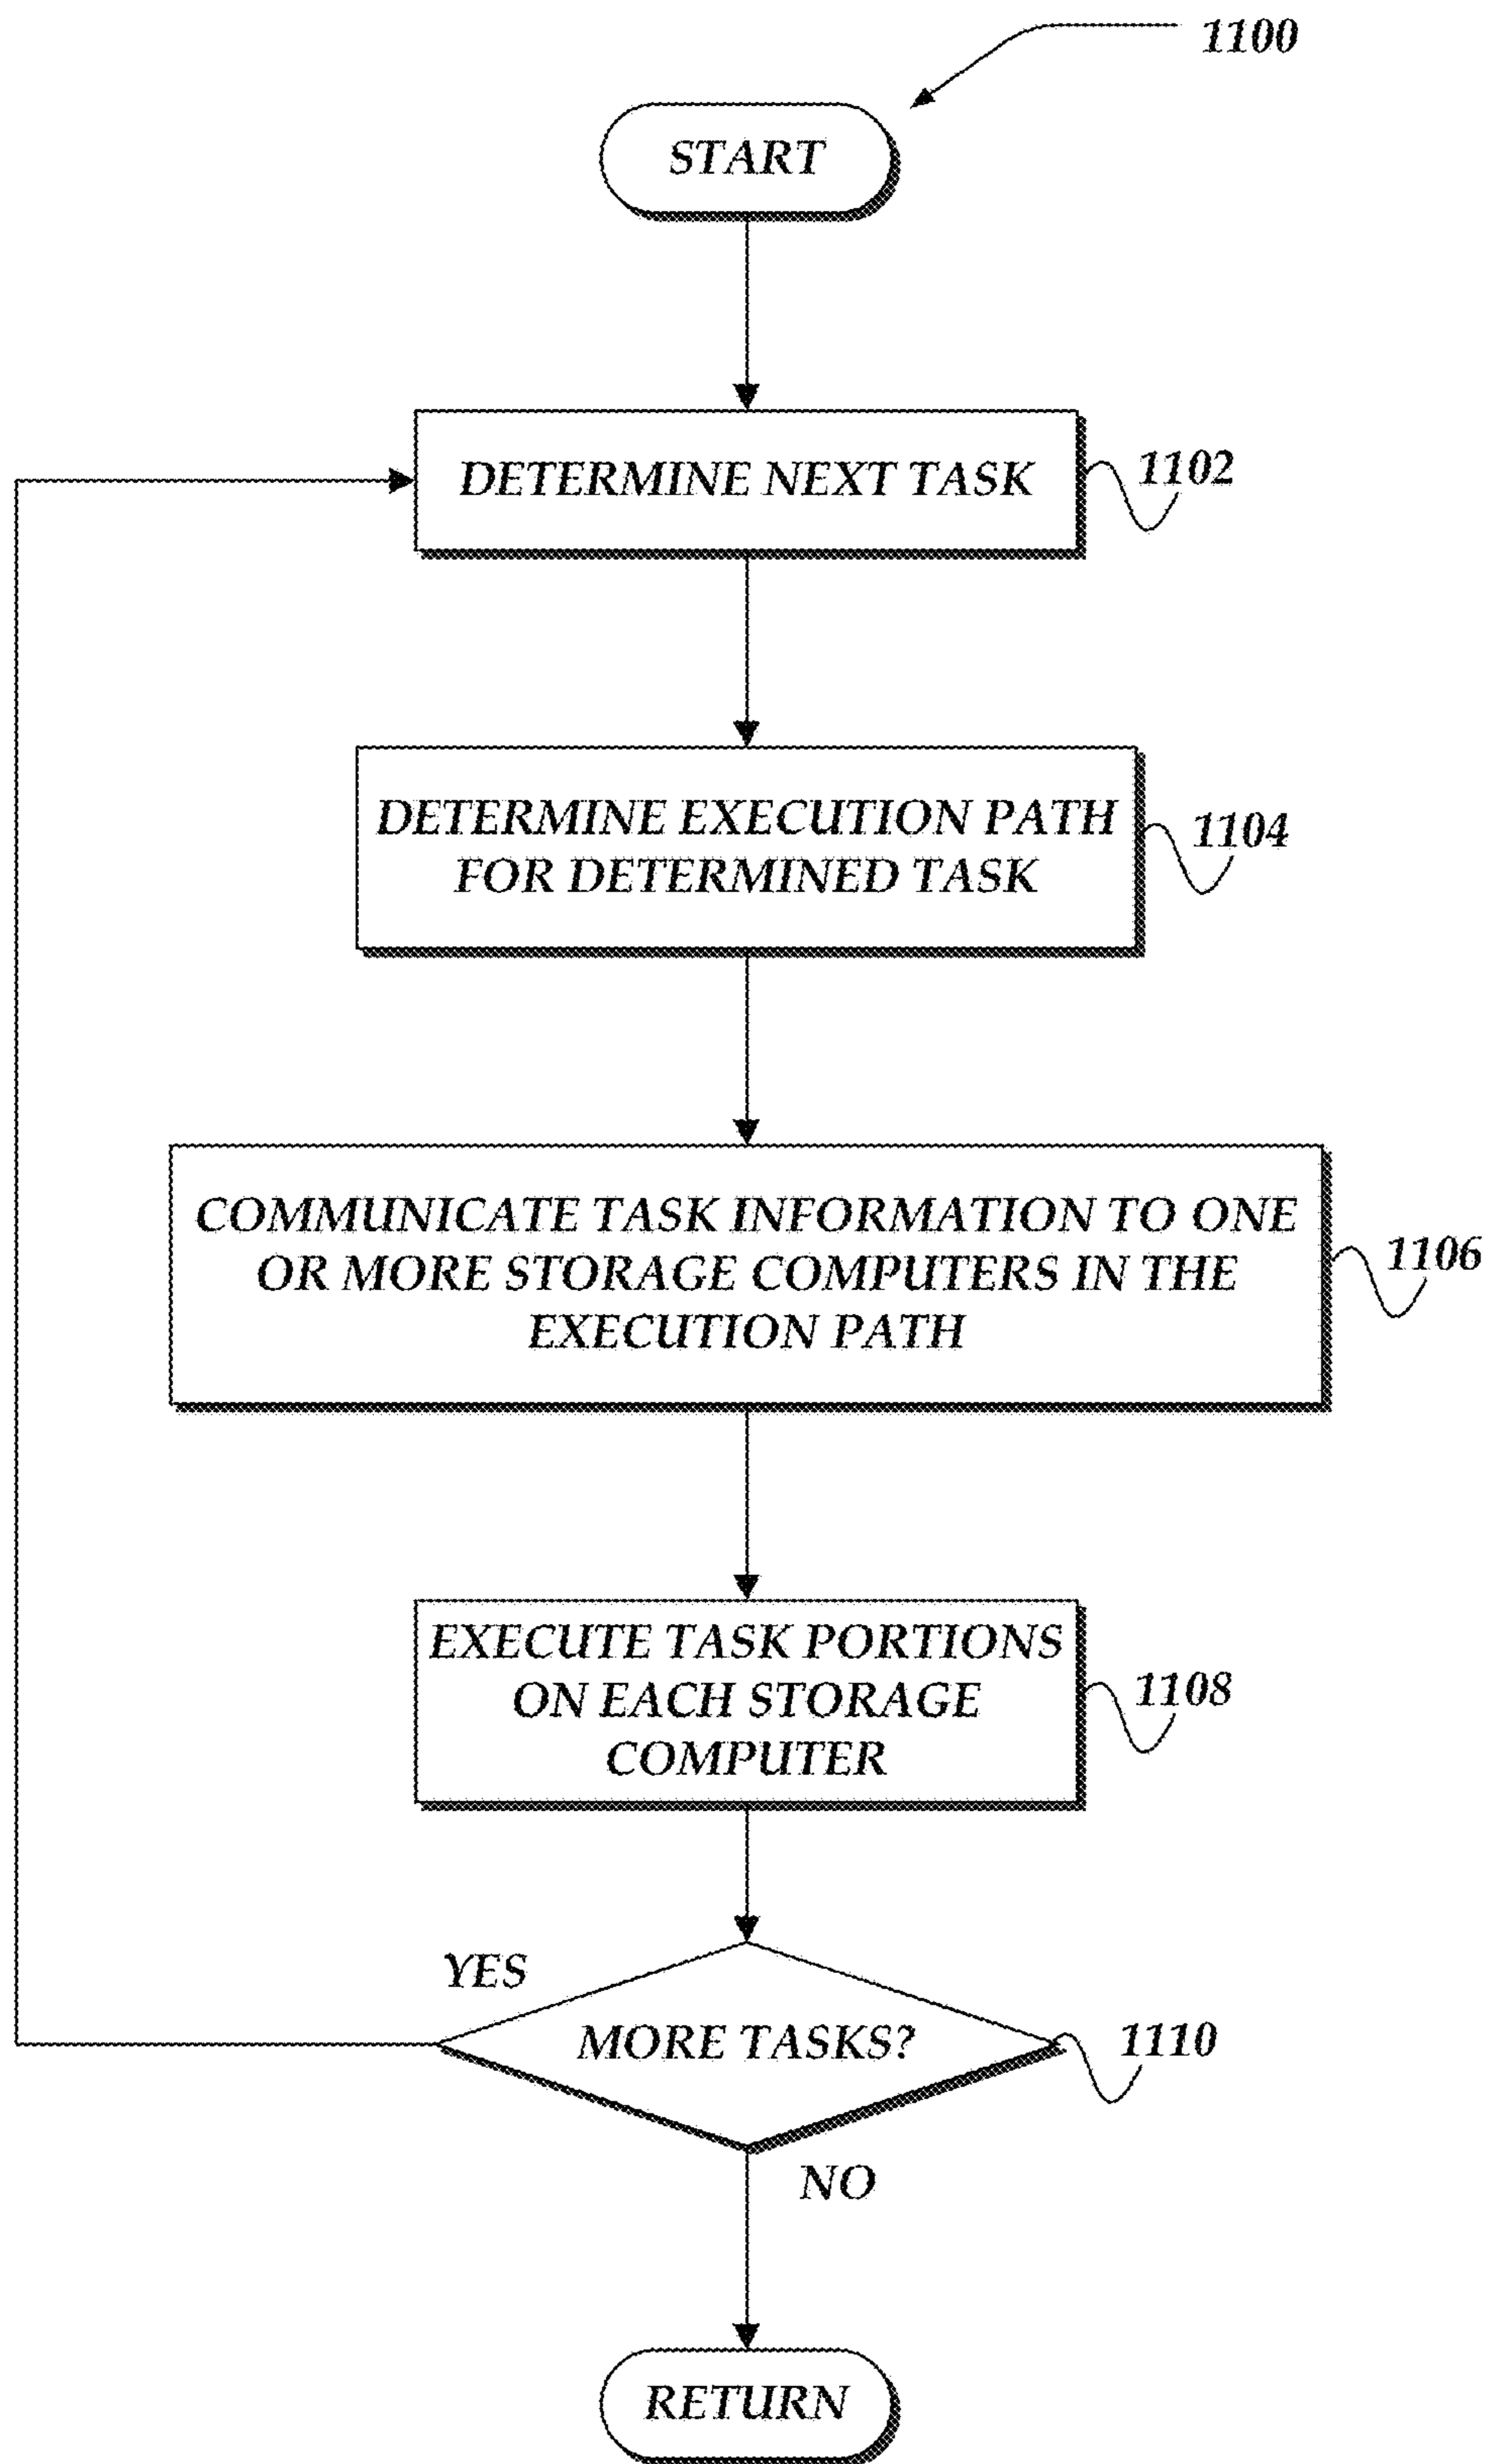 1100
START
DETERMINE NEXT TASK
1102
DETERMINE EXECUTION PATH
FOR DETERMINED TASK
1104
COMMUNICATE TASK INFORMATION TO ONE
OR MORE STORAGE COMPUTERS IN THE
EXECUTION PATH
1106
EXECUTE TASK PORTIONS
ON EACH STORAGE
COMPUTER
1108
YES
MORE TASKS?
1110
NO
RETURN